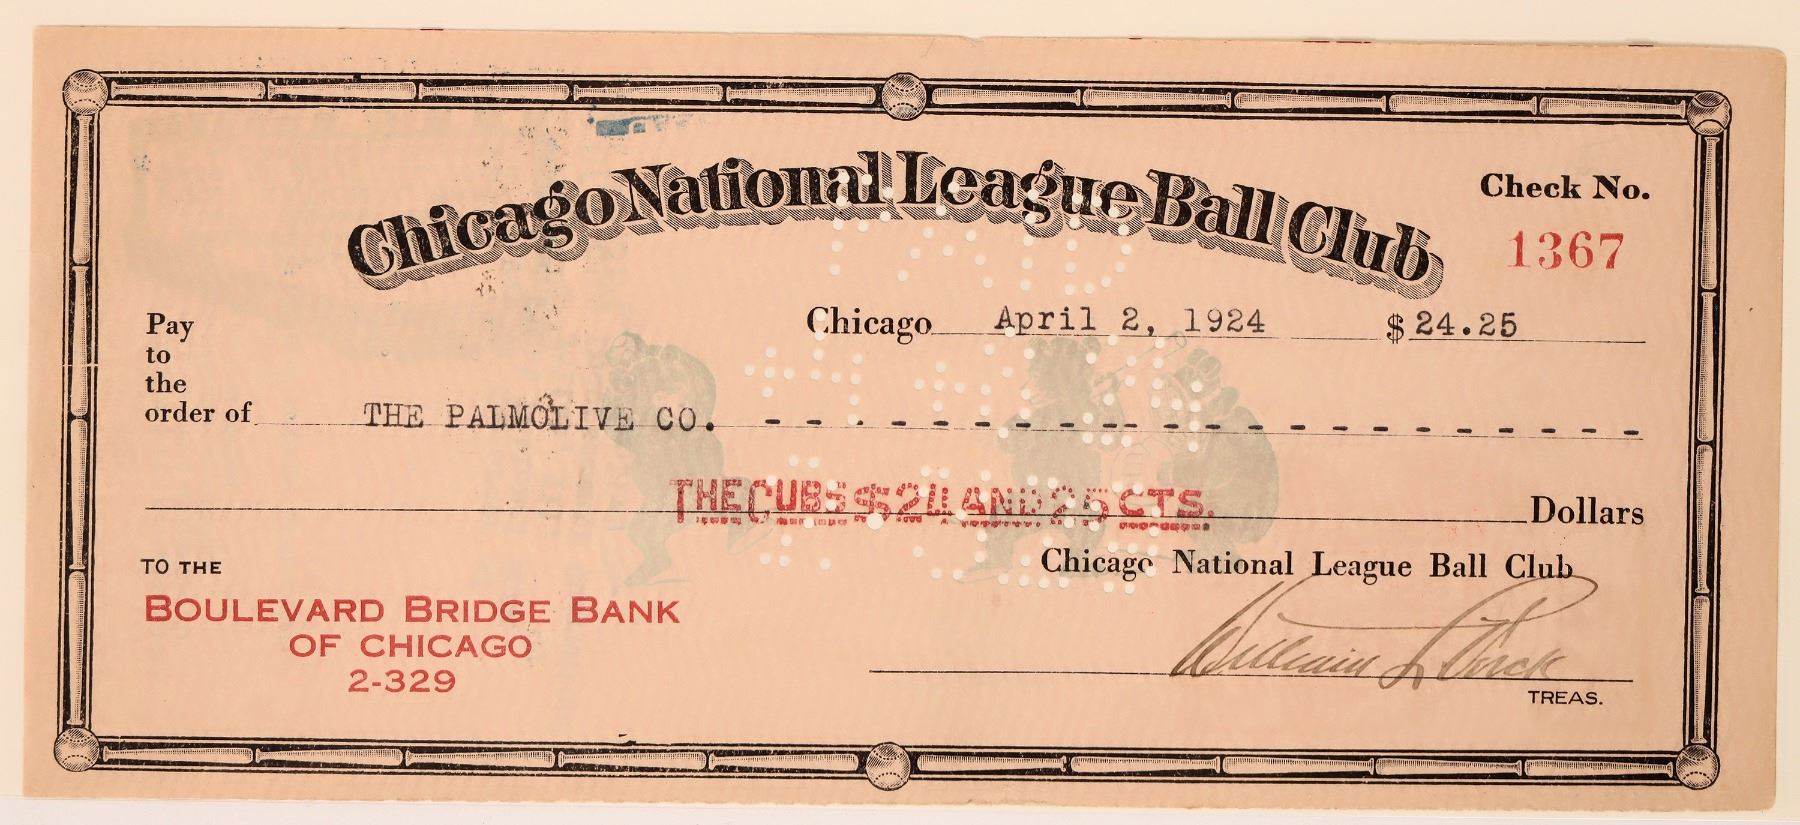 Chicago National League Ball Club
Check No.
1367
Pay
to
the
order of
Chicago April 2, 1924 $ 24.25
THE PALMOLIVE CO. - - - - - - - - - - - - - - - - - - - - -
THE CUBS $24 AND 25 CTS. Dollars
TO THE
BOULEVARD BRIDGE BANK
OF CHICAGO
2-329
Chicago National League Ball Club
William L Veeck
TREAS.